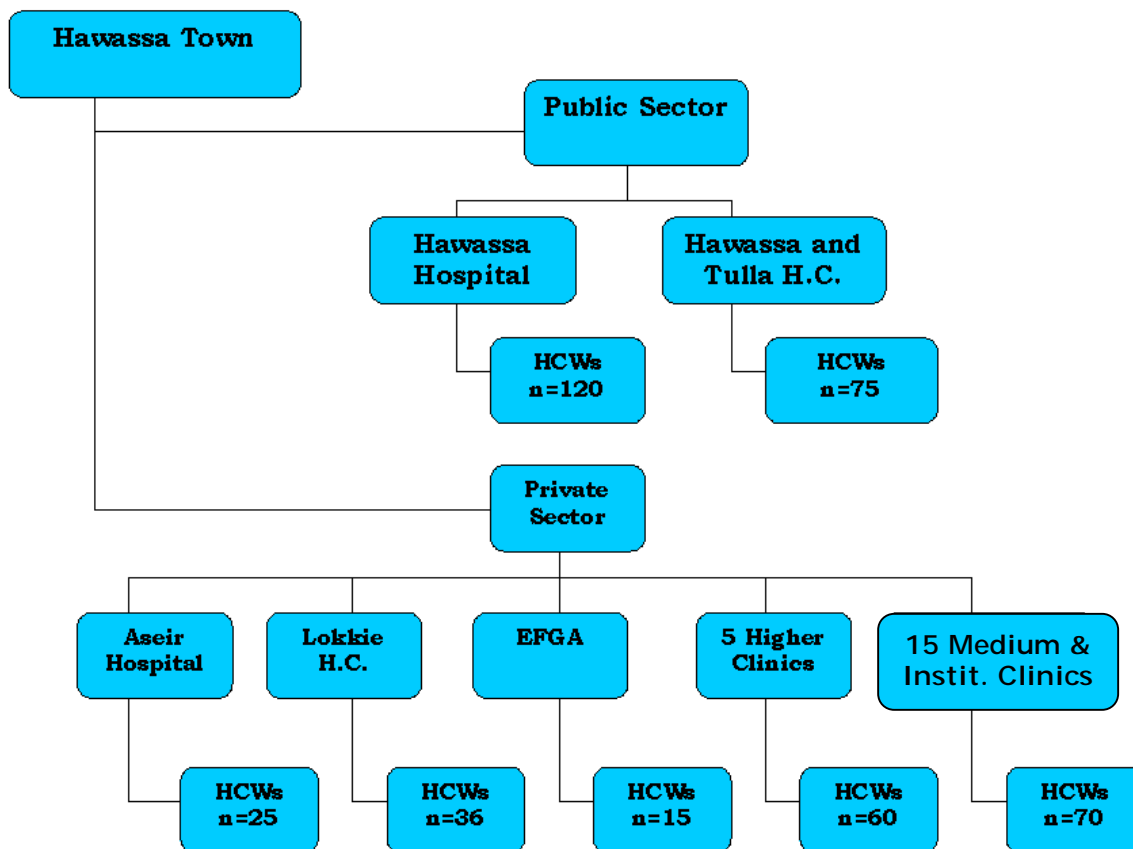 Hawassa Town
Public Sector
Hawassa
Hospital
Hawassa and
Tulla H.C.
HCWs
n=120
HCWs
n=75
Private
Sector
Aseir
Hospital
Lokkie
H.C.
EFGA
5 Higher
Clinics
15 Medium &
Instit. Clinics
HCWs
n=25
HCWs
n=36
HCWs
n=15
HCWs
n=60
HCWs
n=70